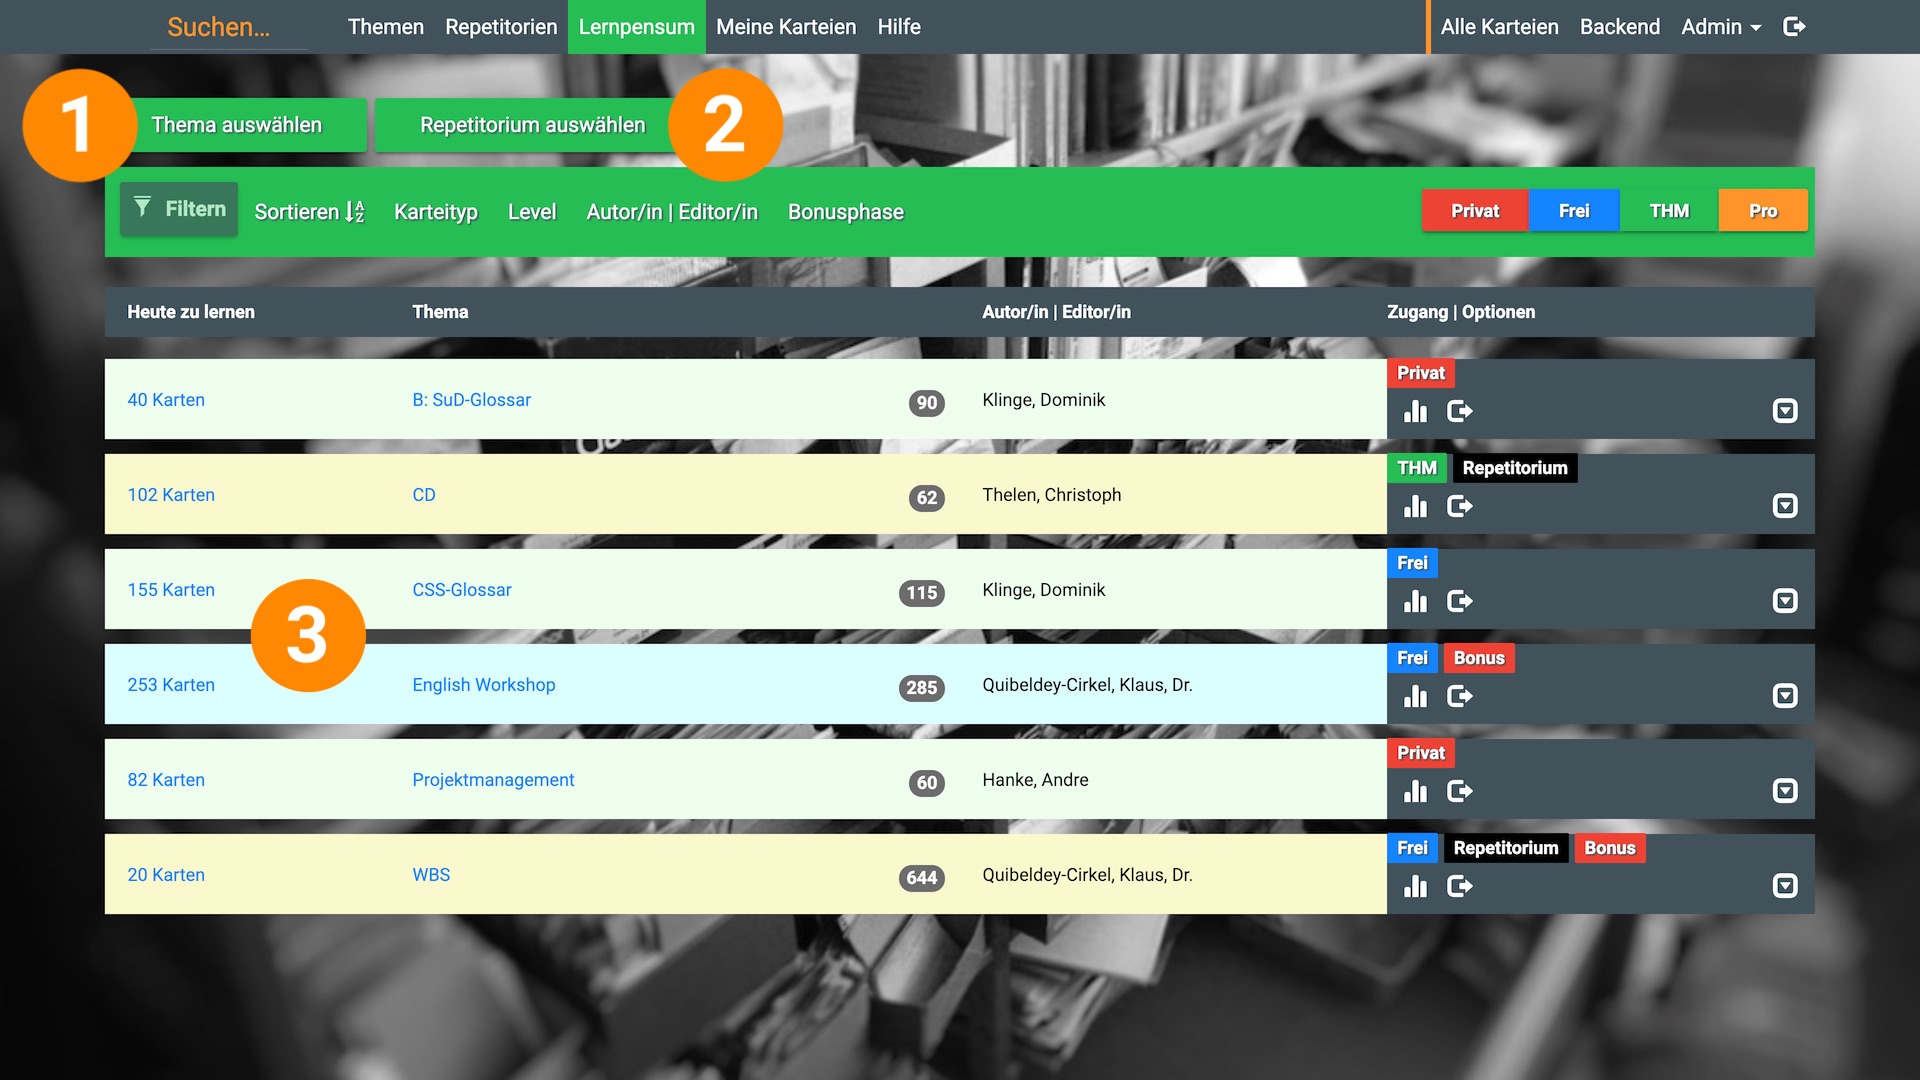 Suchen... Themen Repetitorien Lernpensum Meine Karteien Hilfe Alle Karteien Backend Admin
1 Thema auswählen Repetitorium auswählen 2
Filtern Sortieren Karteityp Level Autor/in | Editor/in Bonusphase Privat Frei THM Pro
Heute zu lernen Thema Autor/in | Editor/in Zugang | Optionen
Privat
40 Karten B: SuD-Glossar 90 Klinge, Dominik
THM Repetitorium
102 Karten CD 62 Thelen, Christoph
Frei
155 Karten CSS-Glossar 115 Klinge, Dominik
3
Frei Bonus
253 Karten English Workshop 285 Quibeldey-Cirkel, Klaus, Dr.
Privat
82 Karten Projektmanagement 60 Hanke, Andre
Frei Repetitorium Bonus
20 Karten WBS 644 Quibeldey-Cirkel, Klaus, Dr.